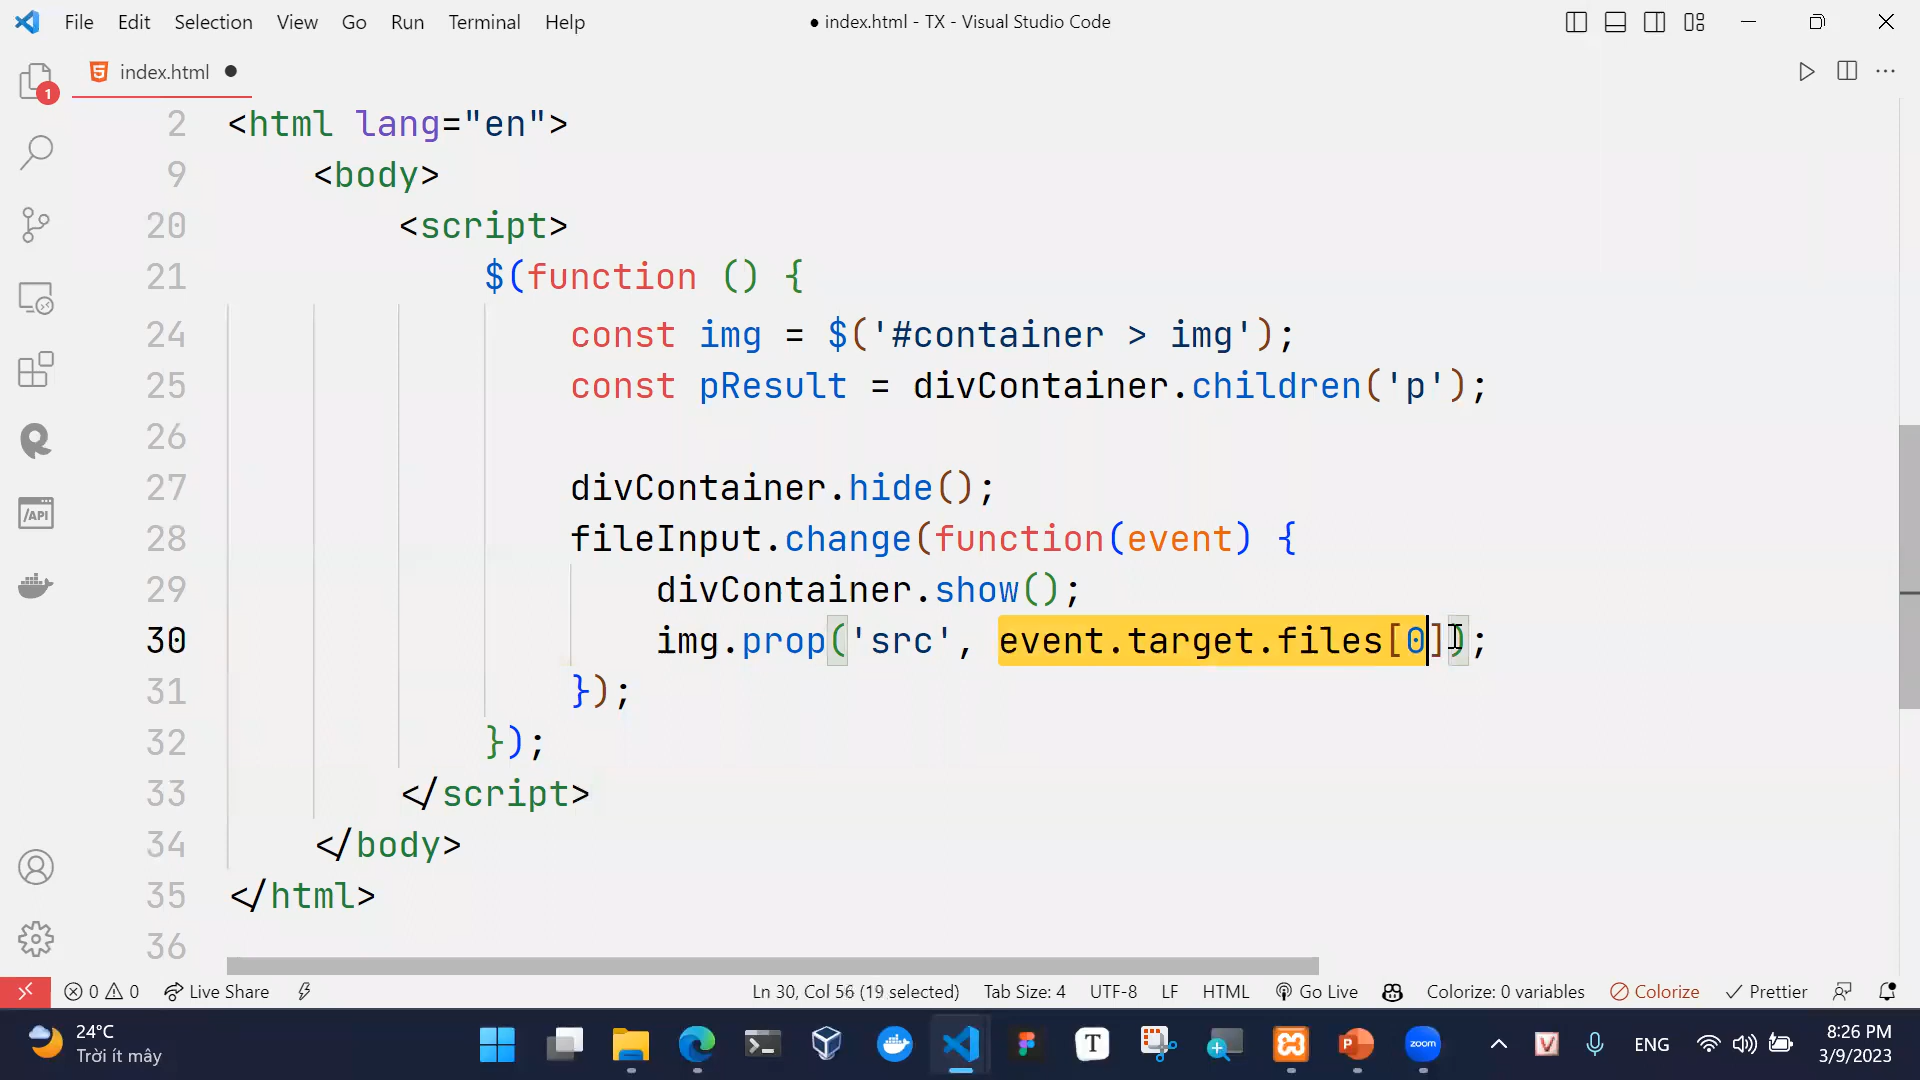 File Edit Selection View Go Run Terminal Help
● index.html - TX - Visual Studio Code
1
index.html ●
2 <html lang="en">
9 <body>
20 <script>
21 $(function () {
24 const img = $('#container > img');
25 const pResult = divContainer.children('p');
26
27 divContainer.hide();
28 fileInput.change(function(event) {
29 divContainer.show();
30 img.prop('src', event.target.files[0]);
31 });
32 });
33 </script>
34 </body>
35 </html>
36
/API
0 0 Live Share
Ln 30, Col 56 (19 selected) Tab Size: 4 UTF-8 LF HTML Go Live Colorize: 0 variables Colorize Prettier
24°C
Trời ít mây
T
zoom
V
ENG
8:26 PM
3/9/2023